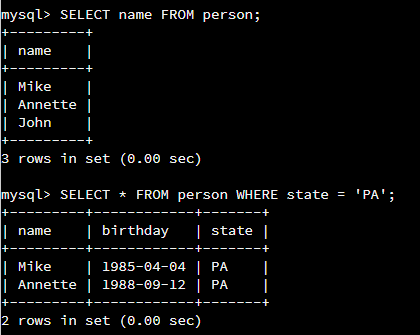 mysql> SELECT name FROM person;
+---------+
| name    |
+---------+
| Mike    |
| Annette |
| John    |
+---------+
3 rows in set (0.00 sec)

mysql> SELECT * FROM person WHERE state = 'PA';
+---------+------------+-------+
| name    | birthday   | state |
+---------+------------+-------+
| Mike    | 1985-04-04 | PA    |
| Annette | 1988-09-12 | PA    |
+---------+------------+-------+
2 rows in set (0.00 sec)